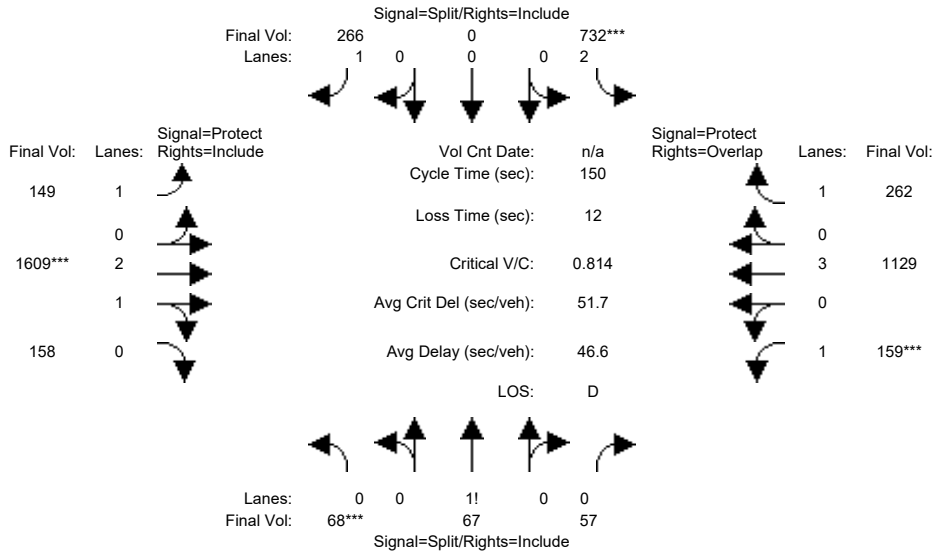 Signal=Split/Rights=Include
Final Vol: 266 0 732***
Lanes: 1 0 0 0 2
Signal=Protect
Final Vol: Lanes: Rights=Include
Vol Cnt Date: n/a
Signal=Protect
Rights=Overlap Lanes: Final Vol:
Cycle Time (sec): 150
149 1
1 262
Loss Time (sec): 12
0
0
1609*** 2
Critical V/C: 0.814
3 1129
1
Avg Crit Del (sec/veh): 51.7
0
158 0
Avg Delay (sec/veh): 46.6
1 159***
LOS: D
Lanes: 0 0 1! 0 0
Final Vol: 68*** 67 57
Signal=Split/Rights=Include